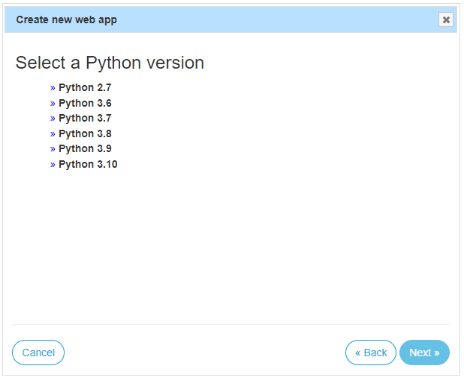 Create new web app
Select a Python version
» Python 2.7
» Python 3.6
» Python 3.7
» Python 3.8
» Python 3.9
» Python 3.10
Cancel
« Back
Next »